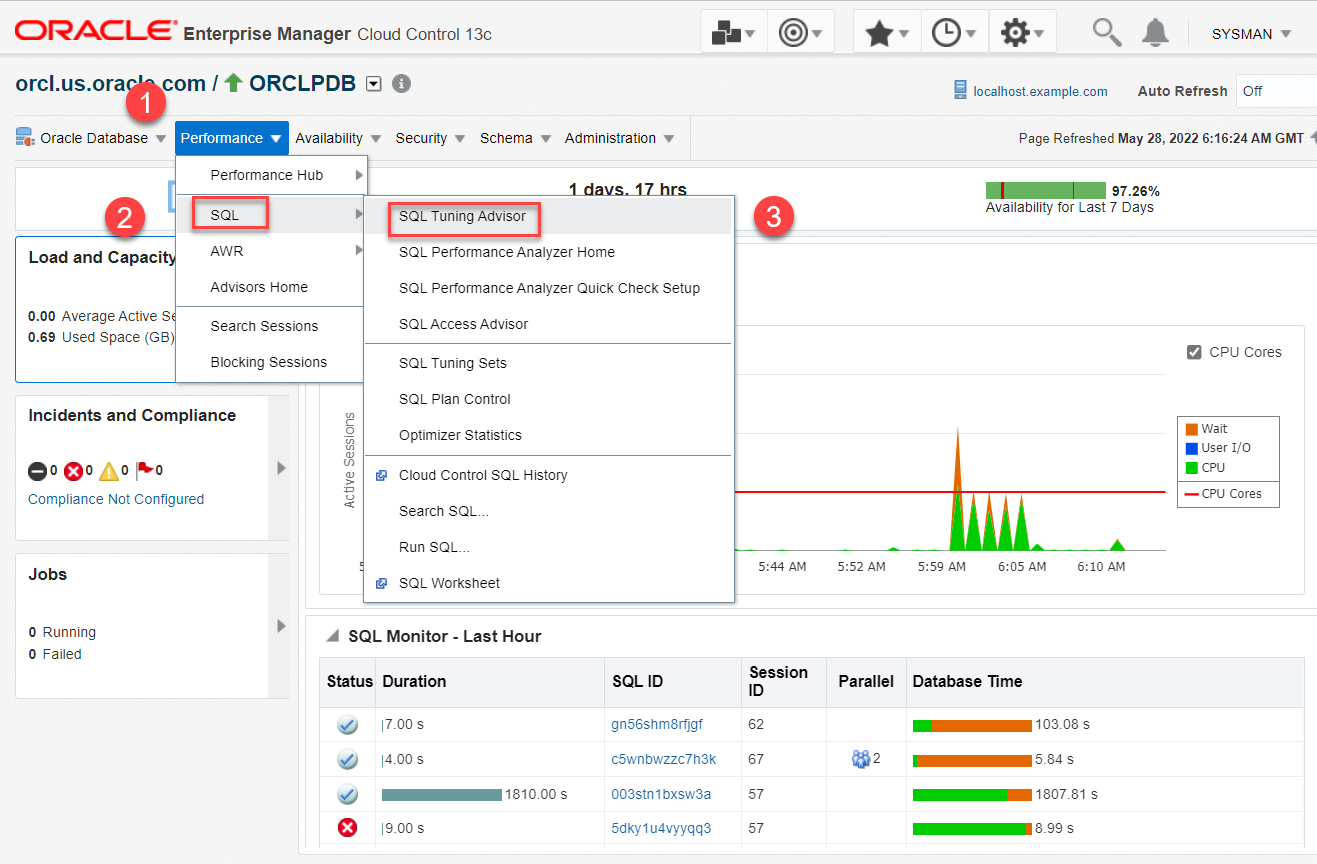 ORACLE Enterprise Manager Cloud Control 13c
SYSMAN
orcl.us.oracle.com / ORCLPDB
localhost.example.com
Auto Refresh Off
1
Oracle Database Performance Availability Security Schema Administration
Page Refreshed May 28, 2022 6:16:24 AM GMT
Performance Hub
SQL
AWR
Advisors Home
Search Sessions
Blocking Sessions
2
SQL Tuning Advisor
SQL Performance Analyzer Home
SQL Performance Analyzer Quick Check Setup
SQL Access Advisor
SQL Tuning Sets
SQL Plan Control
Optimizer Statistics
Cloud Control SQL History
Search SQL...
Run SQL...
SQL Worksheet
3
1 days, 17 hrs
97.26%
Availability for Last 7 Days
Load and Capacity
0.00 Average Active Se
0.69 Used Space (GB)
Incidents and Compliance
0 0 0 0
Compliance Not Configured
Jobs
0 Running
0 Failed
CPU Cores
Active Sessions
Wait
User I/O
CPU
CPU Cores
5:44 AM 5:52 AM 5:59 AM 6:05 AM 6:10 AM
SQL Monitor - Last Hour
Status Duration SQL ID Session ID Parallel Database Time
7.00 s gn56shm8rfjgf 62 103.08 s
4.00 s c5wnbwzzc7h3k 67 2 5.84 s
1810.00 s 003stn1bxsw3a 57 1807.81 s
9.00 s 5dky1u4vyyqq3 57 8.99 s